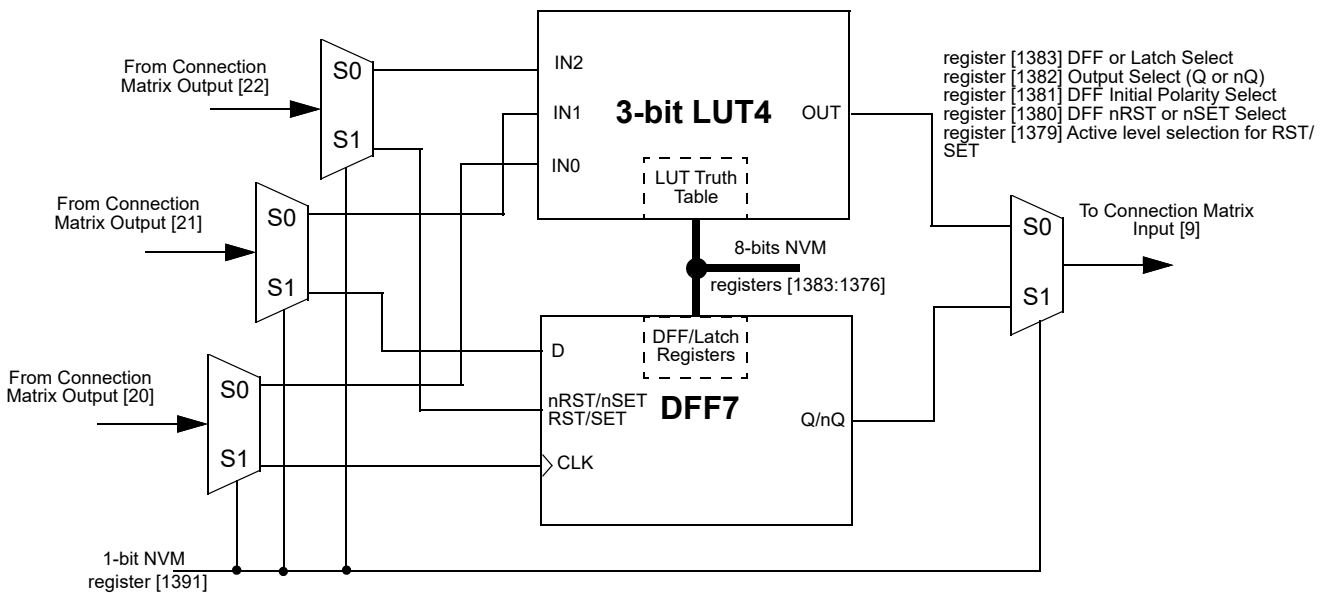 From Connection
Matrix Output [22]
S0
S1
IN2
IN1
IN0
3-bit LUT4
OUT
LUT Truth
Table
register [1383] DFF or Latch Select
register [1382] Output Select (Q or nQ)
register [1381] DFF Initial Polarity Select
register [1380] DFF nRST or nSET Select
register [1379] Active level selection for RST/
SET
From Connection
Matrix Output [21]
S0
S1
8-bits NVM
registers [1383:1376]
S0
S1
To Connection Matrix
Input [9]
From Connection
Matrix Output [20]
S0
S1
D
nRST/nSET
RST/SET
CLK
DFF/Latch
Registers
DFF7
Q/nQ
1-bit NVM
register [1391]